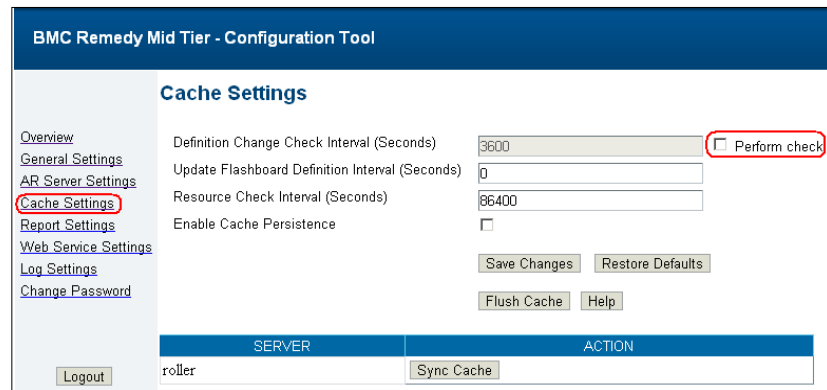 BMC Remedy Mid Tier - Configuration Tool
Cache Settings
Overview
General Settings
AR Server Settings
Cache Settings
Report Settings
Web Service Settings
Log Settings
Change Password
Logout
Definition Change Check Interval (Seconds) 3600 Perform check
Update Flashboard Definition Interval (Seconds) 0
Resource Check Interval (Seconds) 86400
Enable Cache Persistence
Save Changes Restore Defaults
Flush Cache Help
SERVER ACTION
roller Sync Cache